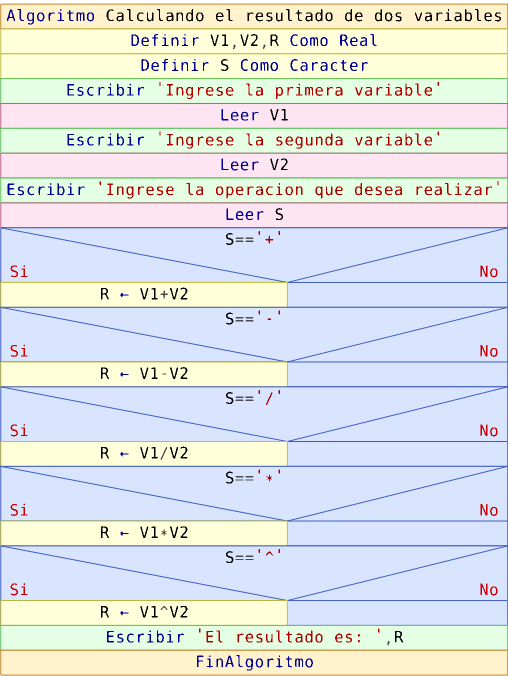 Algoritmo Calculando el resultado de dos variables
Definir V1,V2,R Como Real
Definir S Como Caracter
Escribir 'Ingrese la primera variable'
Leer V1
Escribir 'Ingrese la segunda variable'
Leer V2
Escribir 'Ingrese la operacion que desea realizar'
Leer S
S=='+'
Si No
R ← V1+V2
S=='-'
Si No
R ← V1-V2
S=='/'
Si No
R ← V1/V2
S=='*'
Si No
R ← V1*V2
S=='^'
Si No
R ← V1^V2
Escribir 'El resultado es: ',R
FinAlgoritmo